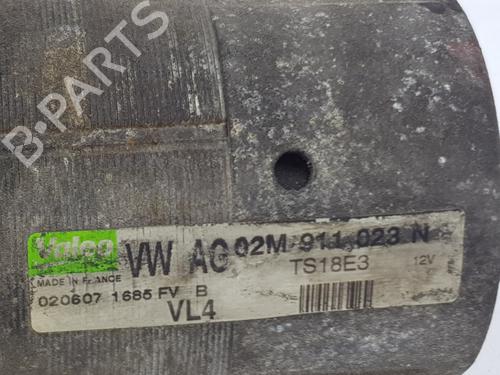 B-PARTS
Valeo
VW AG 02M 911 023 N
MADE IN FRANCE
TS18E3 12V
020607 1685 FV B
VL4